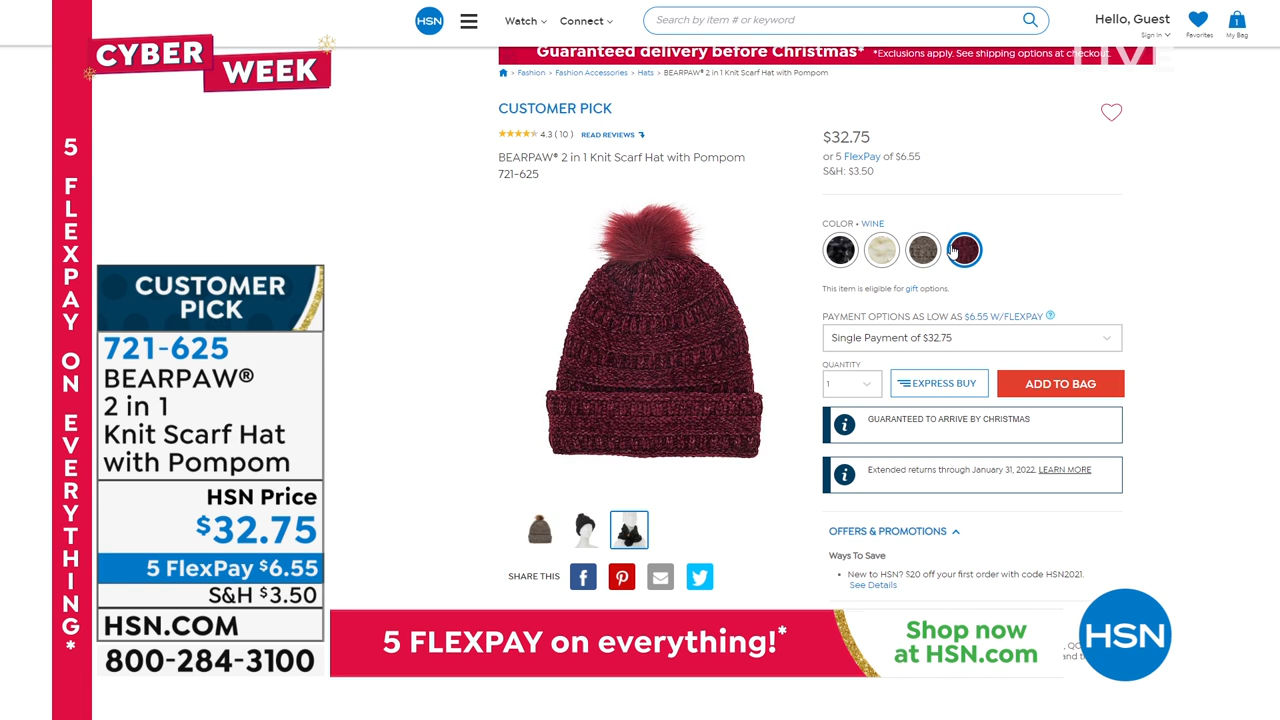 HSN
Watch
Connect
Search by item # or keyword
Hello, Guest
Sign in
Favorites
1
My Bag
CYBER
WEEK
Guaranteed delivery before Christmas* *Exclusions apply. See shipping options at checkout.
LIVE
> Fashion > Fashion Accessories > Hats > BEARPAW® 2 in 1 Knit Scarf Hat with Pompom
5 FLEXPAY ON EVERYTHING*
CUSTOMER PICK
4.3 ( 10 ) READ REVIEWS
BEARPAW® 2 in 1 Knit Scarf Hat with Pompom
721-625
$32.75
or 5 FlexPay of $6.55
S&H: $3.50
COLOR • WINE
This item is eligible for gift options.
PAYMENT OPTIONS AS LOW AS $6.55 W/FLEXPAY ?
Single Payment of $32.75
QUANTITY
1
EXPRESS BUY
ADD TO BAG
i GUARANTEED TO ARRIVE BY CHRISTMAS
i Extended returns through January 31, 2022. LEARN MORE
OFFERS & PROMOTIONS
Ways To Save
• New to HSN? $20 off your first order with code HSN2021.
See Details
SHARE THIS
CUSTOMER
PICK
721-625
BEARPAW®
2 in 1
Knit Scarf Hat
with Pompom
HSN Price
$32.75
5 FlexPay $6.55
S&H $3.50
HSN.COM
800-284-3100
5 FLEXPAY on everything!*
Shop now
at HSN.com
HSN